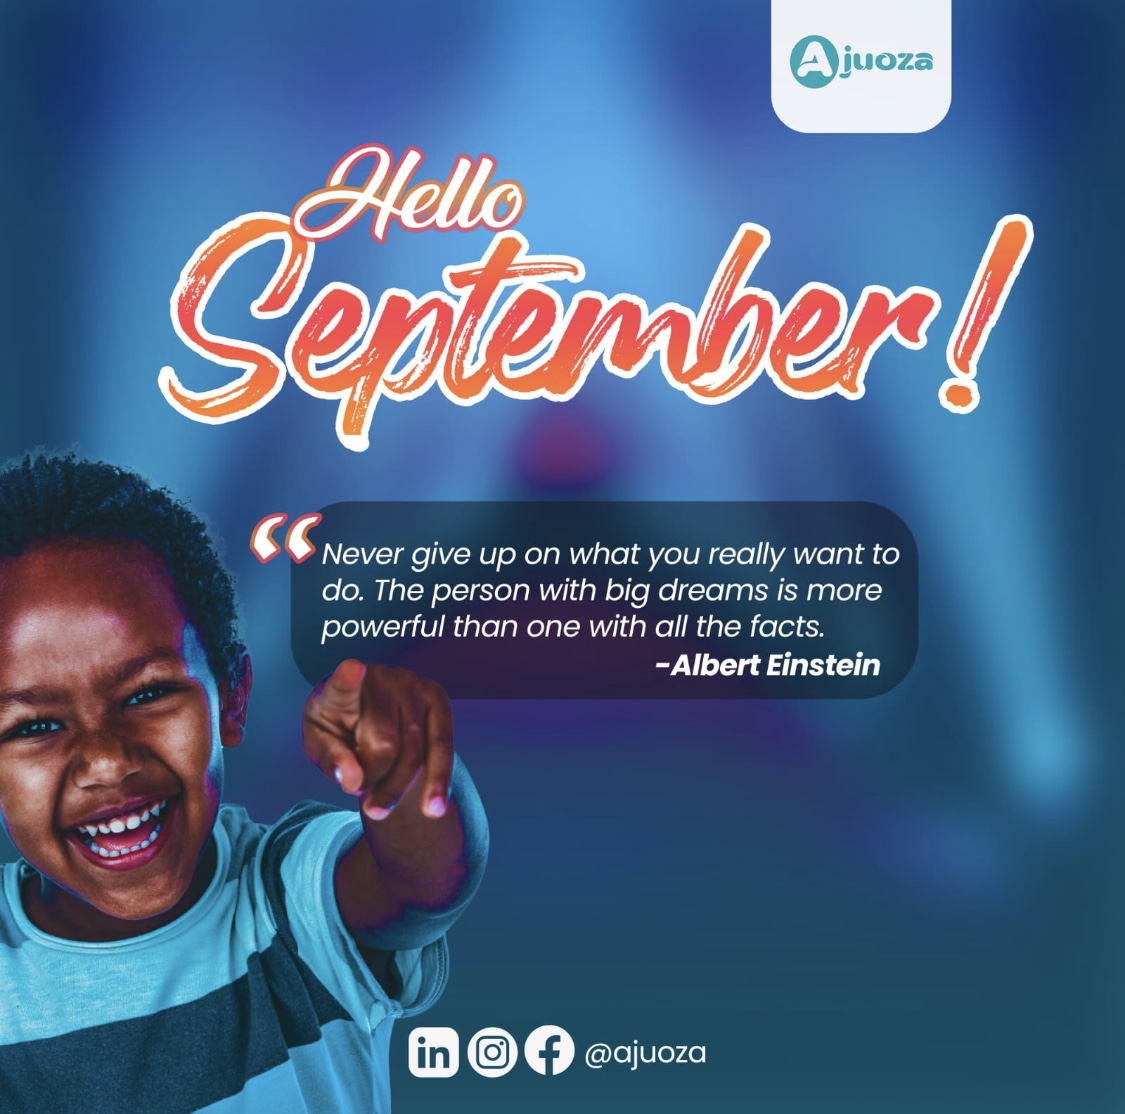 Ajuoza
Hello
September!
“Never give up on what you really want to
do. The person with big dreams is more
powerful than one with all the facts.
-Albert Einstein
in
@ajuoza